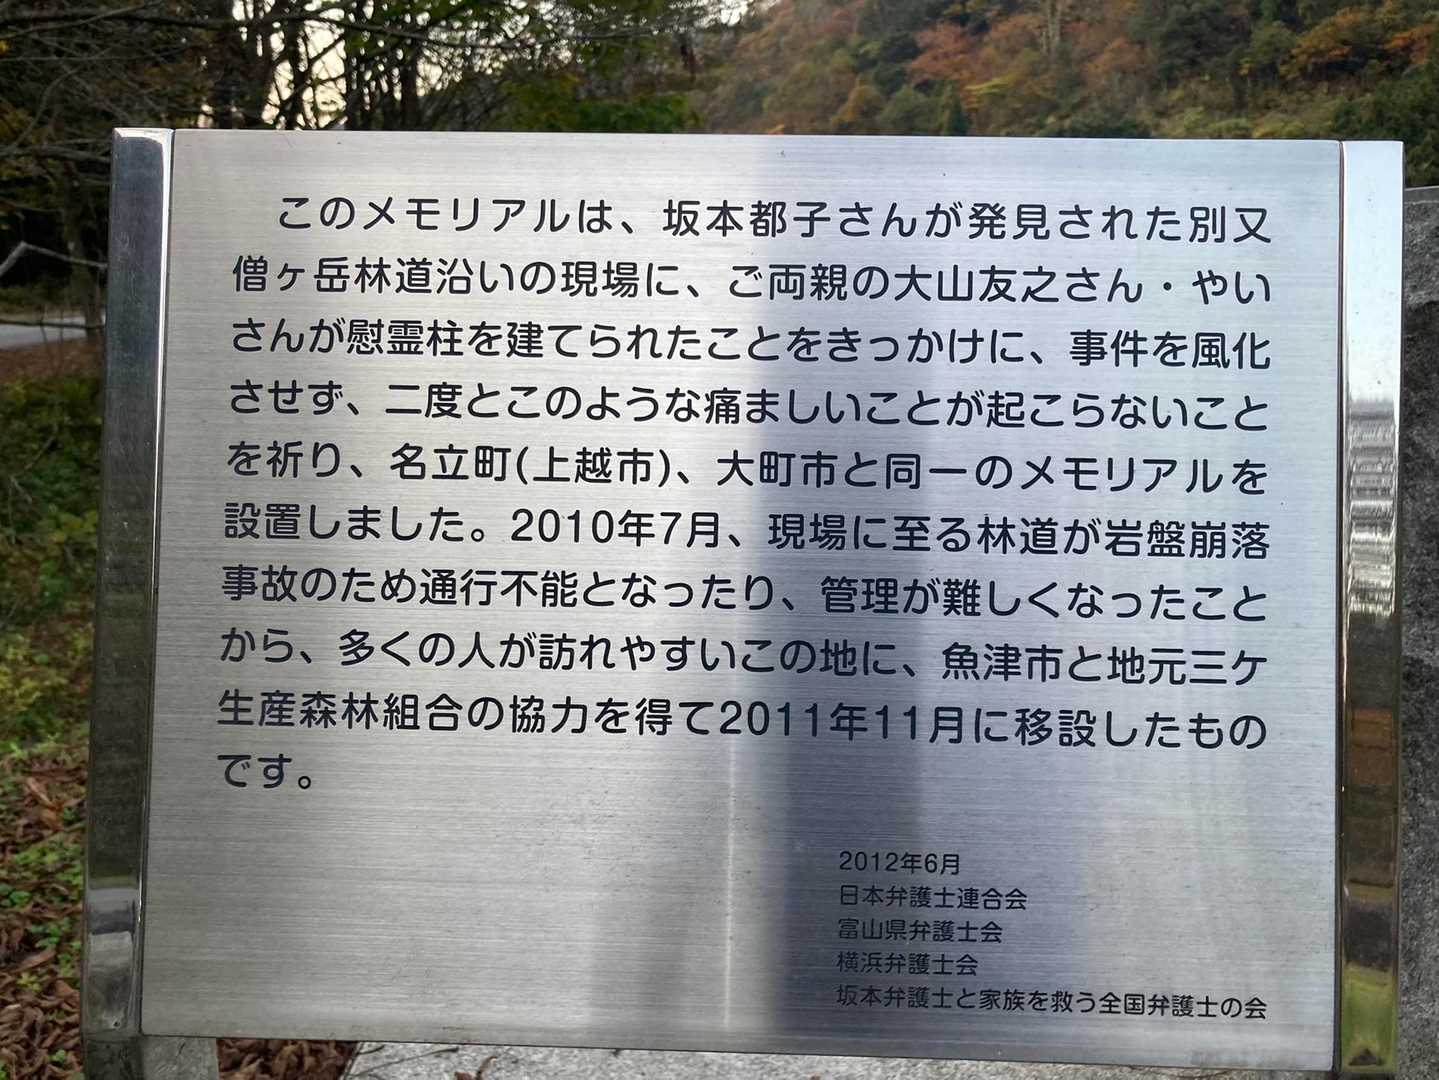 このメモリアルは、坂本都子さんが発見された別又
僧ヶ岳林道沿いの現場に、ご両親の大山友之さん・やい
さんが慰霊柱を建てられたことをきっかけに、事件を風化
させず、二度とこのような痛ましいことが起こらないこと
を祈り、名立町(上越市)、大町市と同一のメモリアルを
設置しました。2010年7月、現場に至る林道が岩盤崩落
事故のため通行不能となったり、管理が難しくなったこと
から、多くの人が訪れやすいこの地に、魚津市と地元三ケ
生産森林組合の協力を得て2011年11月に移設したもの
です。
2012年6月
日本弁護士連合会
富山県弁護士会
横浜弁護士会
坂本弁護士と家族を救う全国弁護士の会